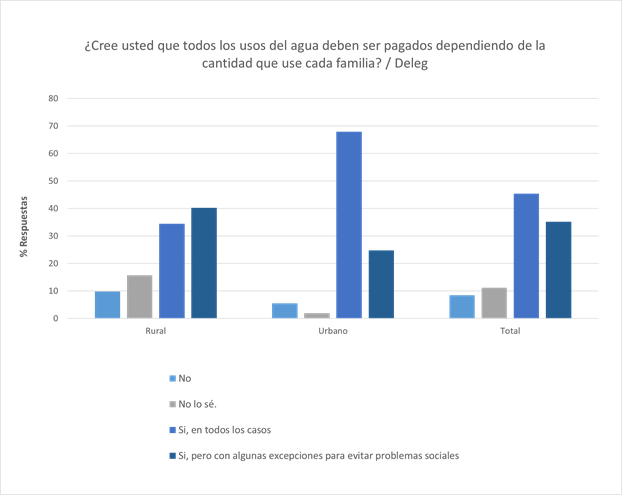 ¿Cree usted que todos los usos del agua deben ser pagados dependiendo de la
cantidad que use cada familia? / Deleg
80
70
60
50
40
30
20
10
0
% Respuestas
Rural
Urbano
Total
No
No lo sé.
Si, en todos los casos
Si, pero con algunas excepciones para evitar problemas sociales